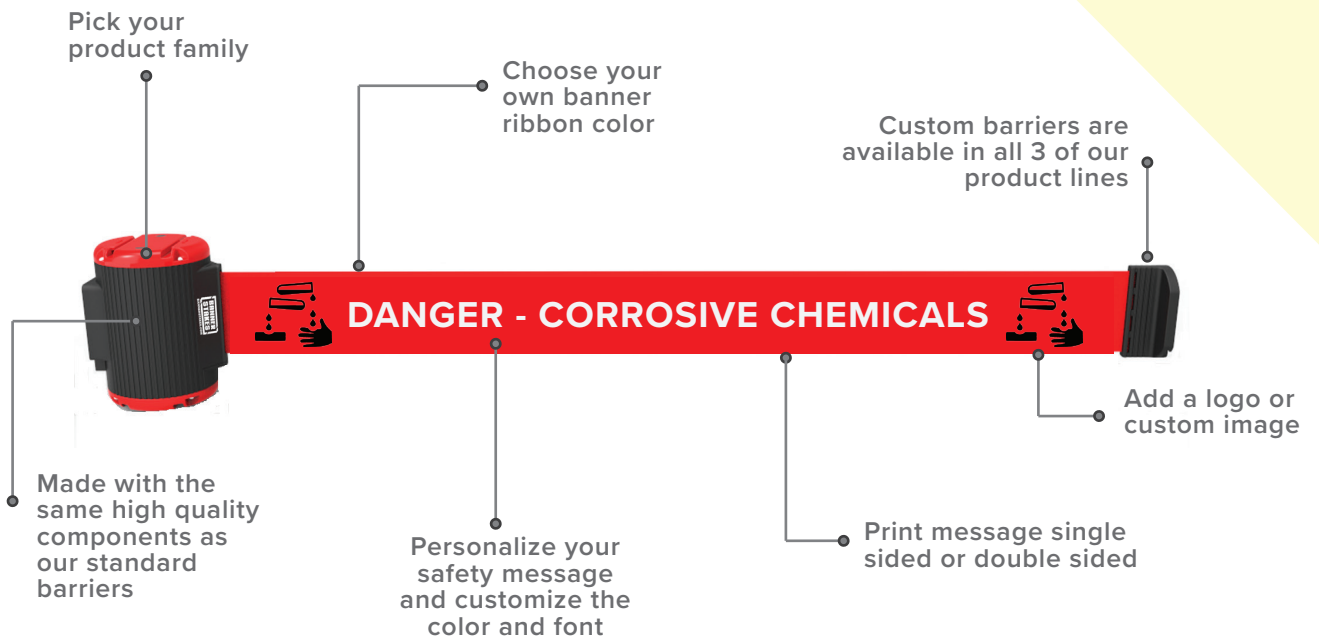 Pick your
product family
Choose your
own banner
ribbon color
Custom barriers are
available in all 3 of our
product lines
BANNER
STAKES
DANGER - CORROSIVE CHEMICALS
Add a logo or
custom image
Made with the
same high quality
components as
our standard
barriers
Personalize your
safety message
and customize the
color and font
Print message single
sided or double sided